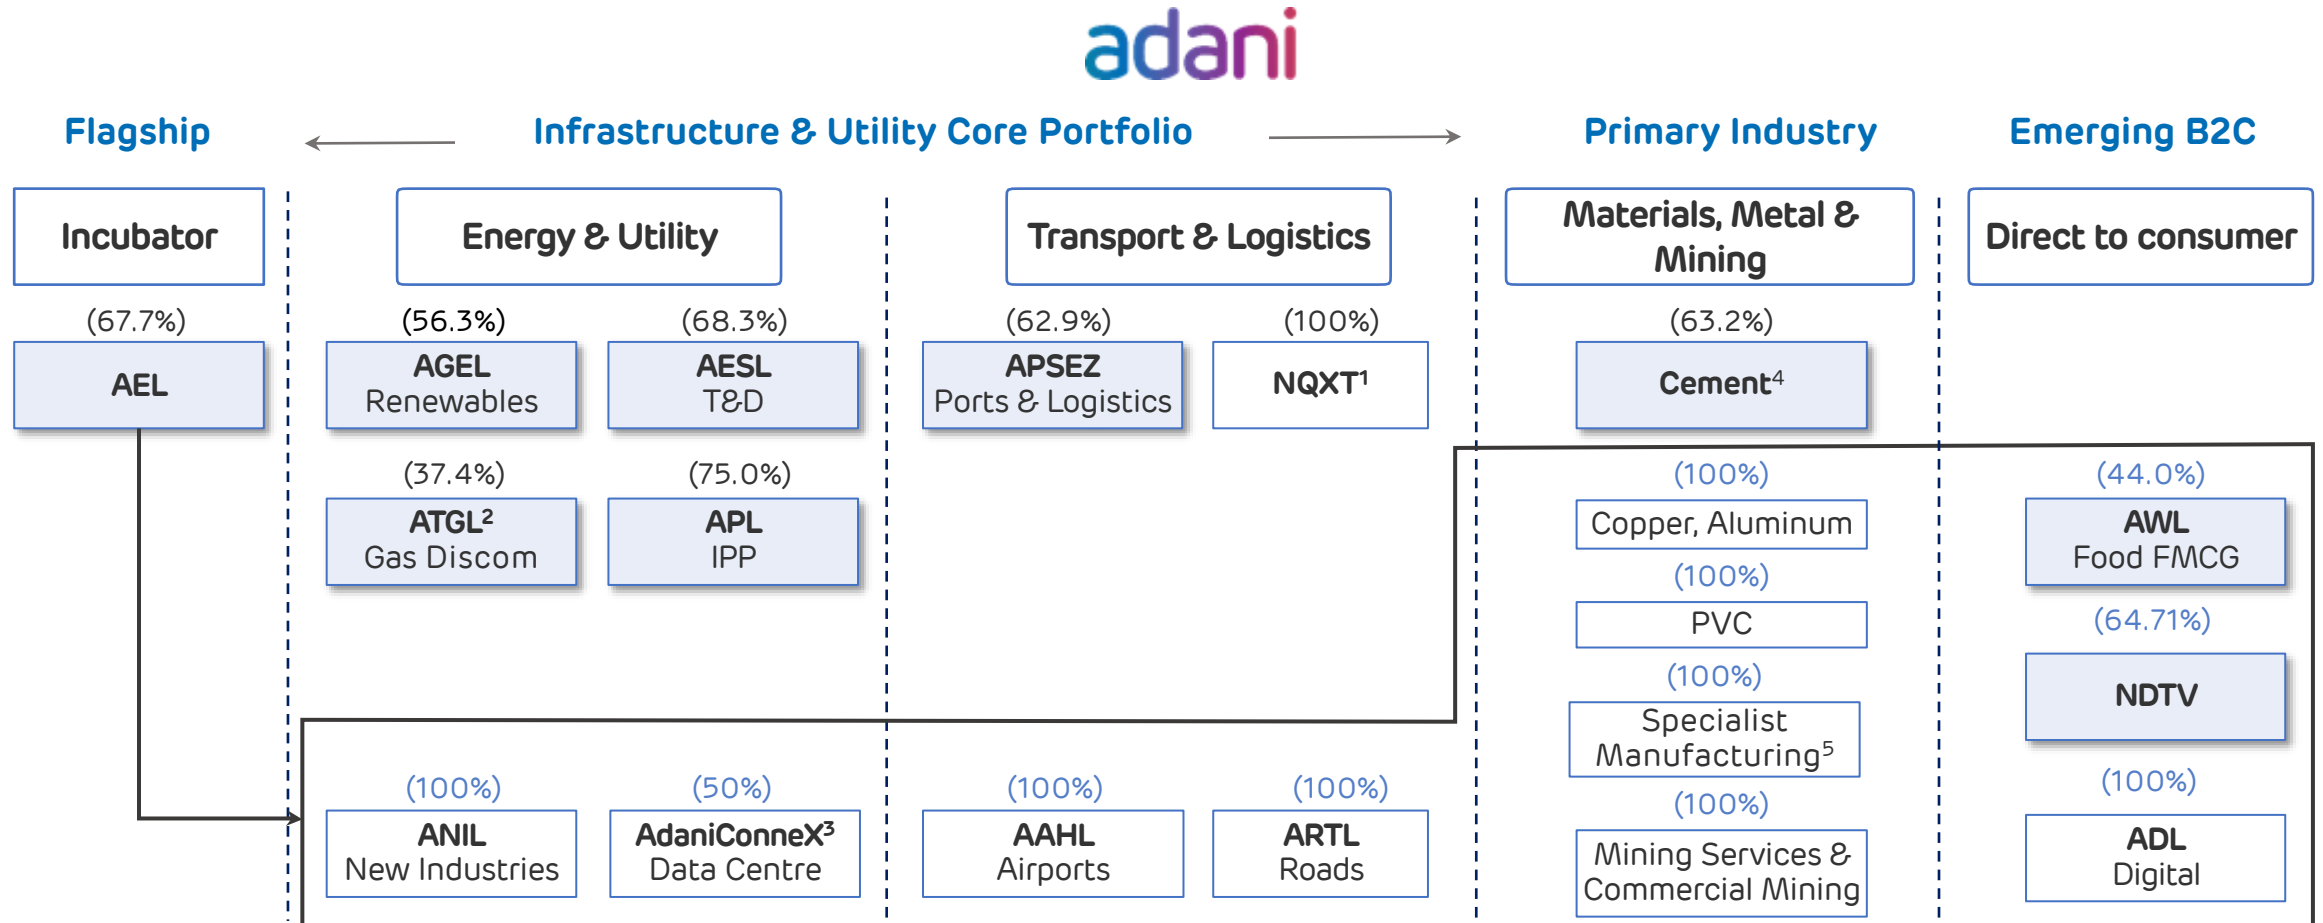 adani
Flagship
Infrastructure & Utility Core Portfolio
Primary Industry
Emerging B2C
Incubator
Energy & Utility
Transport & Logistics
Materials, Metal &
Mining
Direct to consumer
(67.7%)
AEL
(56.3%)
AGEL
Renewables
(68.3%)
AESL
T&D
(62.9%)
APSEZ
Ports & Logistics
(100%)
NQXT¹
(63.2%)
Cement⁴
(37.4%)
ATGL²
Gas Discom
(75.0%)
APL
IPP
(100%)
Copper, Aluminum
(100%)
PVC
(100%)
Specialist
Manufacturing⁵
(100%)
Mining Services &
Commercial Mining
(44.0%)
AWL
Food FMCG
(64.71%)
NDTV
(100%)
ADL
Digital
(100%)
ANIL
New Industries
(50%)
AdaniConneX³
Data Centre
(100%)
AAHL
Airports
(100%)
ARTL
Roads